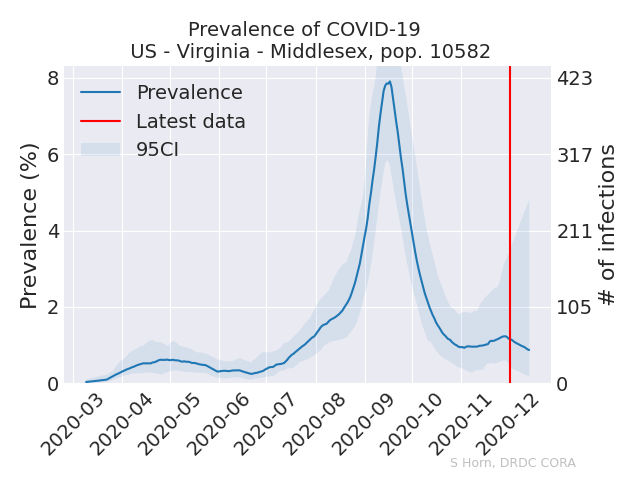 Prevalence of COVID-19
US - Virginia - Middlesex, pop. 10582
Prevalence
Latest data
95CI
Prevalence (%)
8
6
4
2
0
# of infections
423
317
211
105
0
2020-03
2020-04
2020-05
2020-06
2020-07
2020-08
2020-09
2020-10
2020-11
2020-12
S Horn, DRDC CORA